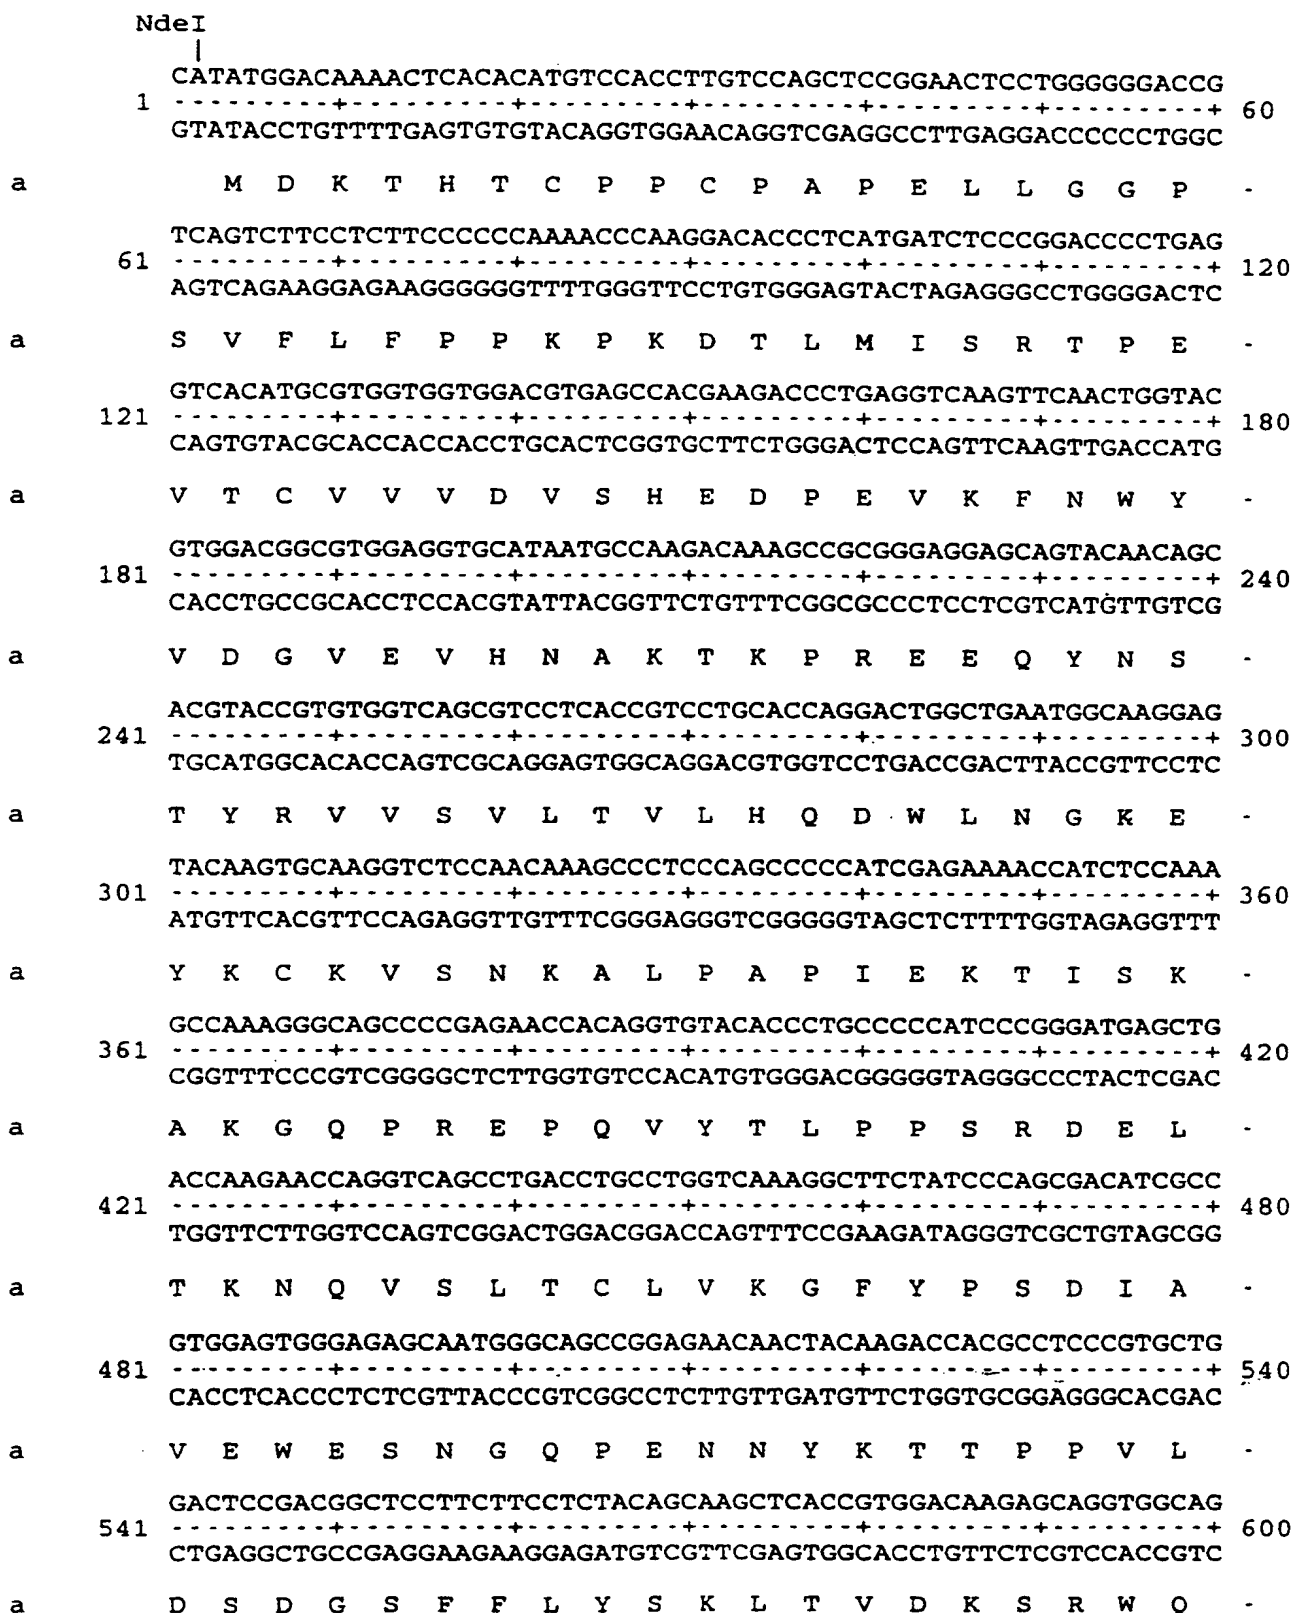 NdeI
CATATGGACAAAACTCACACATGTCCACCTTGTCCAGCTCCGGAACTCCTGGGGGGACCG
1 ---------+---------+---------+---------+---------+---------+ 60
GTATACCTGTTTTGAGTGTGTACAGGTGGAACAGGTCGAGGCCTTGAGGACCCCCCTGGC
a M D K T H T C P P C P A P E L L G G P -
TCAGTCTTCCTCTTCCCCCCAAAACCCAAGGACACCCTCATGATCTCCCGGACCCCTGAG
61 ---------+---------+---------+---------+---------+---------+ 120
AGTCAGAAGGAGAAGGGGGGTTTTGGGTTCCTGTGGGAGTACTAGAGGGCCTGGGGACTC
a S V F L F P P K P K D T L M I S R T P E -
GTCACATGCGTGGTGGTGGACGTGAGCCACGAAGACCCTGAGGTCAAGTTCAACTGGTAC
121 ---------+---------+---------+---------+---------+---------+ 180
CAGTGTACGCACCACCACCTGCACTCGGTGCTTCTGGGACTCCAGTTCAAGTTGACCATG
a V T C V V V D V S H E D P E V K F N W Y -
GTGGACGGCGTGGAGGTGCATAATGCCAAGACAAAGCCGCGGGAGGAGCAGTACAACAGC
181 ---------+---------+---------+---------+---------+---------+ 240
CACCTGCCGCACCTCCACGTATTACGGTTCTGTTTCGGCGCCCTCCTCGTCATGTTGTCG
a V D G V E V H N A K T K P R E E Q Y N S -
ACGTACCGTGTGGTCAGCGTCCTCACCGTCCTGCACCAGGACTGGCTGAATGGCAAGGAG
241 ---------+---------+---------+---------+---------+---------+ 300
TGCATGGCACACCAGTCGCAGGAGTGGCAGGACGTGGTCCTGACCGACTTACCGTTCCTC
a T Y R V V S V L T V L H Q D W L N G K E -
TACAAGTGCAAGGTCTCCAACAAAGCCCTCCCAGCCCCCATCGAGAAAACCATCTCCAAA
301 ---------+---------+---------+---------+---------+---------+ 360
ATGTTCACGTTCCAGAGGTTGTTTCGGGAGGGTCGGGGGTAGCTCTTTTGGTAGAGGTTT
a Y K C K V S N K A L P A P I E K T I S K -
GCCAAAGGGCAGCCCCGAGAACCACAGGTGTACACCCTGCCCCCATCCCGGGATGAGCTG
361 ---------+---------+---------+---------+---------+---------+ 420
CGGTTTCCCGTCGGGGCTCTTGGTGTCCACATGTGGGACGGGGGTAGGGCCCTACTCGAC
a A K G Q P R E P Q V Y T L P P S R D E L -
ACCAAGAACCAGGTCAGCCTGACCTGCCTGGTCAAAGGCTTCTATCCCAGCGACATCGCC
421 ---------+---------+---------+---------+---------+---------+ 480
TGGTTCTTGGTCCAGTCGGACTGGACGGACCAGTTTCCGAAGATAGGGTCGCTGTAGCGG
a T K N Q V S L T C L V K G F Y P S D I A -
GTGGAGTGGGAGAGCAATGGGCAGCCGGAGAACAACTACAAGACCACGCCTCCCGTGCTG
481 ---------+---------+---------+---------+---------+---------+ 540
CACCTCACCCTCTCGTTACCCGTCGGCCTCTTGTTGATGTTCTGGTGCGGAGGGCACGAC
a V E W E S N G Q P E N N Y K T T P P V L -
GACTCCGACGGCTCCTTCTTCCTCTACAGCAAGCTCACCGTGGACAAGAGCAGGTGGCAG
541 ---------+---------+---------+---------+---------+---------+ 600
CTGAGGCTGCCGAGGAAGAAGGAGATGTCGTTCGAGTGGCACCTGTTCTCGTCCACCGTC
a D S D G S F F L Y S K L T V D K S R W Q -